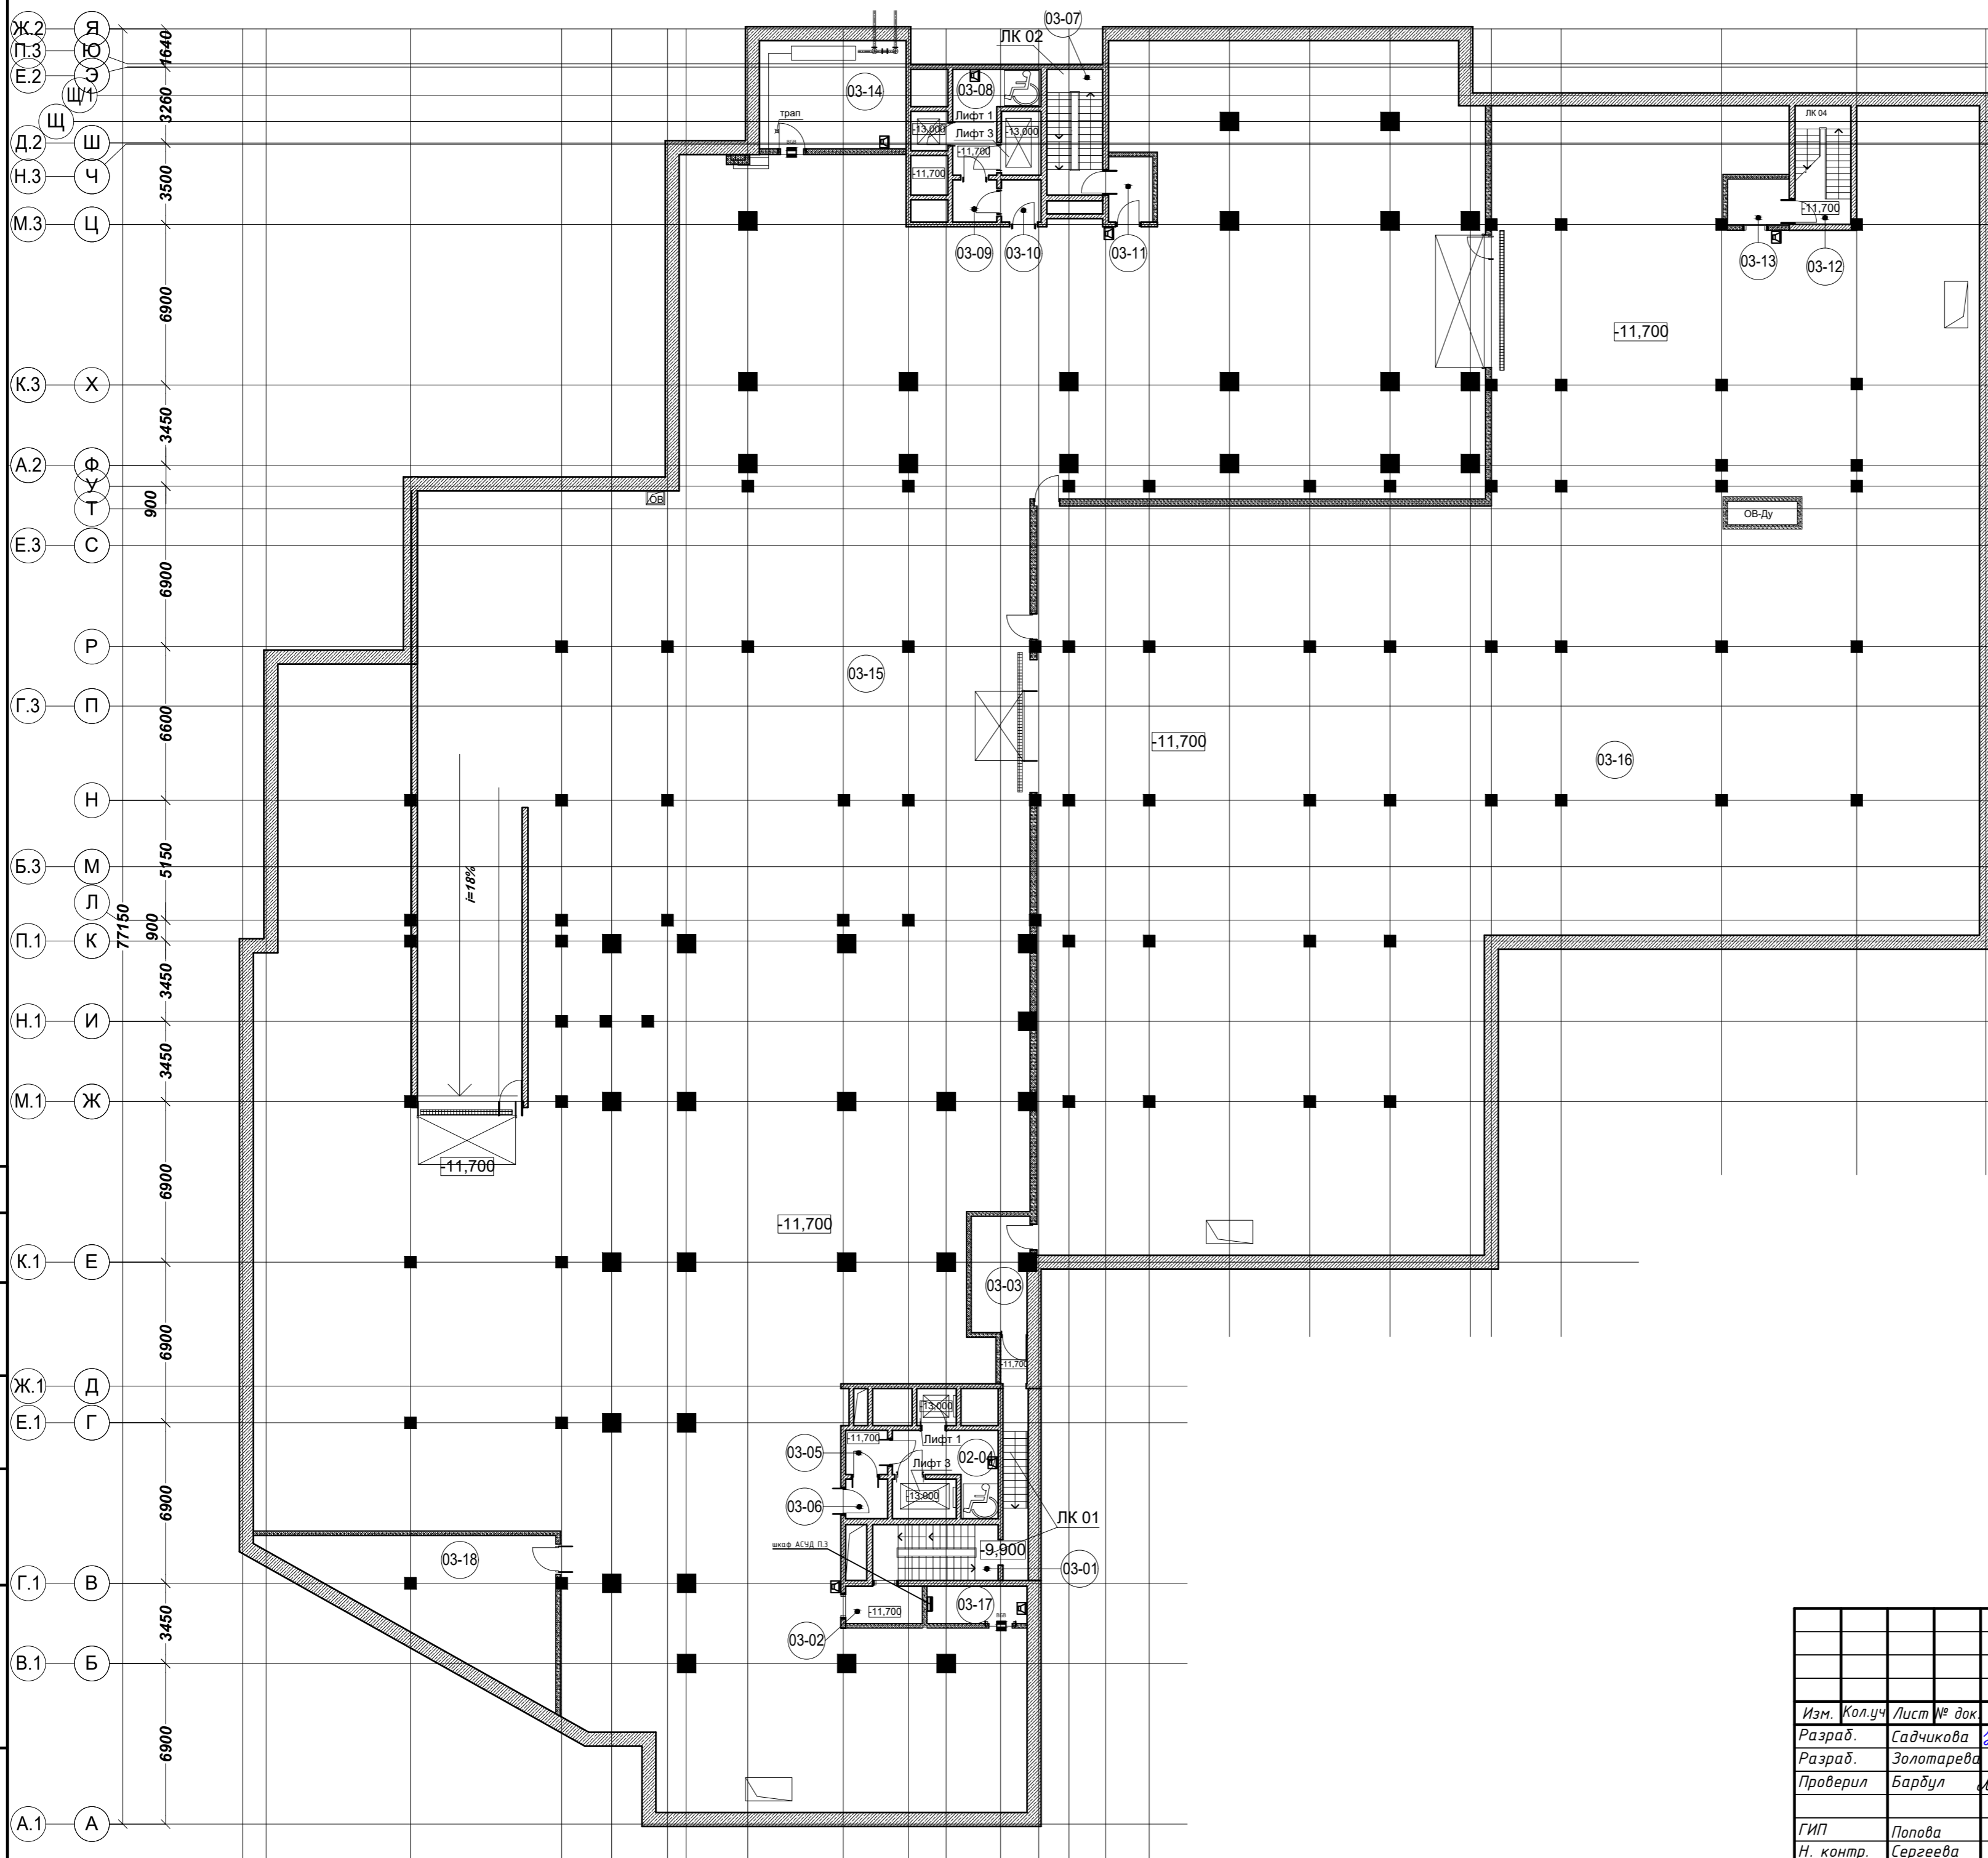 Ж.2 Я
П.3 Ю
Е.2 Э
Щ/1
Щ
Д.2 Ш
Н.3 Ч
М.3 Ц
К.3 Х
А.2 Ф
У
Т
Е.3 С
Р
Г.3 П
Н
Б.3 М
Л
П.1 К
Н.1 И
М.1 Ж
К.1 Е
Ж.1 Д
Е.1 Г
Г.1 В
В.1 Б
А.1 А
1640
3260
3500
6900
3450
900
6900
6600
5150
900
77150
3450
3450
6900
6900
6900
3450
6900
03-07
ЛК 02
03-14
трап
03-08
Лифт 1
-13,000
Лифт 3
-13,000
-11,700
-11,700
03-09
03-10
03-11
ЛК 04
-11,700
03-13
03-12
-11,700
ОВ
ОВ-Ду
03-15
-11,700
03-16
i=18%
-11,700
-11,700
03-03
-11,700
-13,000
-11,700
Лифт 1
03-05
02-04
Лифт 3
-13,000
03-06
ЛК 01
шкаф АСУД П.3
-9,900
03-01
03-18
03-17
-11,700
03-02
Изм. Кол.уч Лист № док.
Разраб. Садчикова
Разраб. Золотарева
Проверил Барбул
ГИП Попова
Н. контр. Сергеева